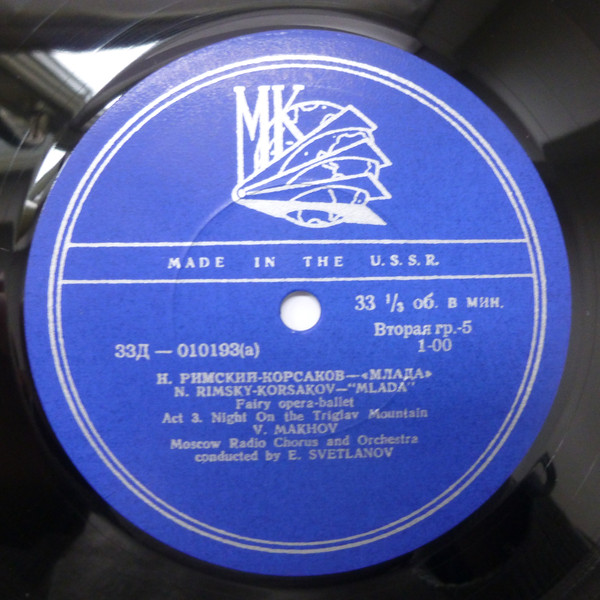 МК
MADE IN THE U.S.S.R.
33 1/3 об. в мин.
Вторая гр.-5
33Д — 010193(а)
1-00
Н. РИМСКИЙ-КОРСАКОВ—«МЛАДА»
N. RIMSKY-KORSAKOV—"MLADA"
Fairy opera-ballet
Act 3. Night On the Triglav Mountain
V. MAKHOV
Moscow Radio Chorus and Orchestra
conducted by E. SVETLANOV